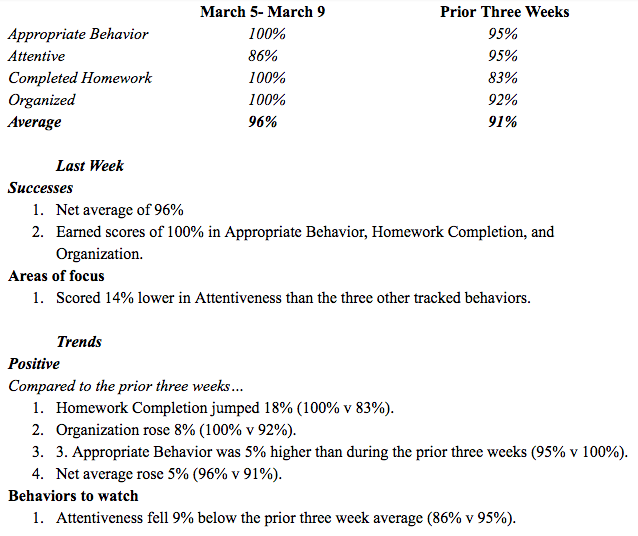 March 5- March 9 Prior Three Weeks
Appropriate Behavior 100% 95%
Attentive 86% 95%
Completed Homework 100% 83%
Organized 100% 92%
Average 96% 91%
Last Week
Successes
1. Net average of 96%
2. Earned scores of 100% in Appropriate Behavior, Homework Completion, and
Organization.
Areas of focus
1. Scored 14% lower in Attentiveness than the three other tracked behaviors.
Trends
Positive
Compared to the prior three weeks…
1. Homework Completion jumped 18% (100% v 83%).
2. Organization rose 8% (100% v 92%).
3. 3. Appropriate Behavior was 5% higher than during the prior three weeks (95% v 100%).
4. Net average rose 5% (96% v 91%).
Behaviors to watch
1. Attentiveness fell 9% below the prior three week average (86% v 95%).